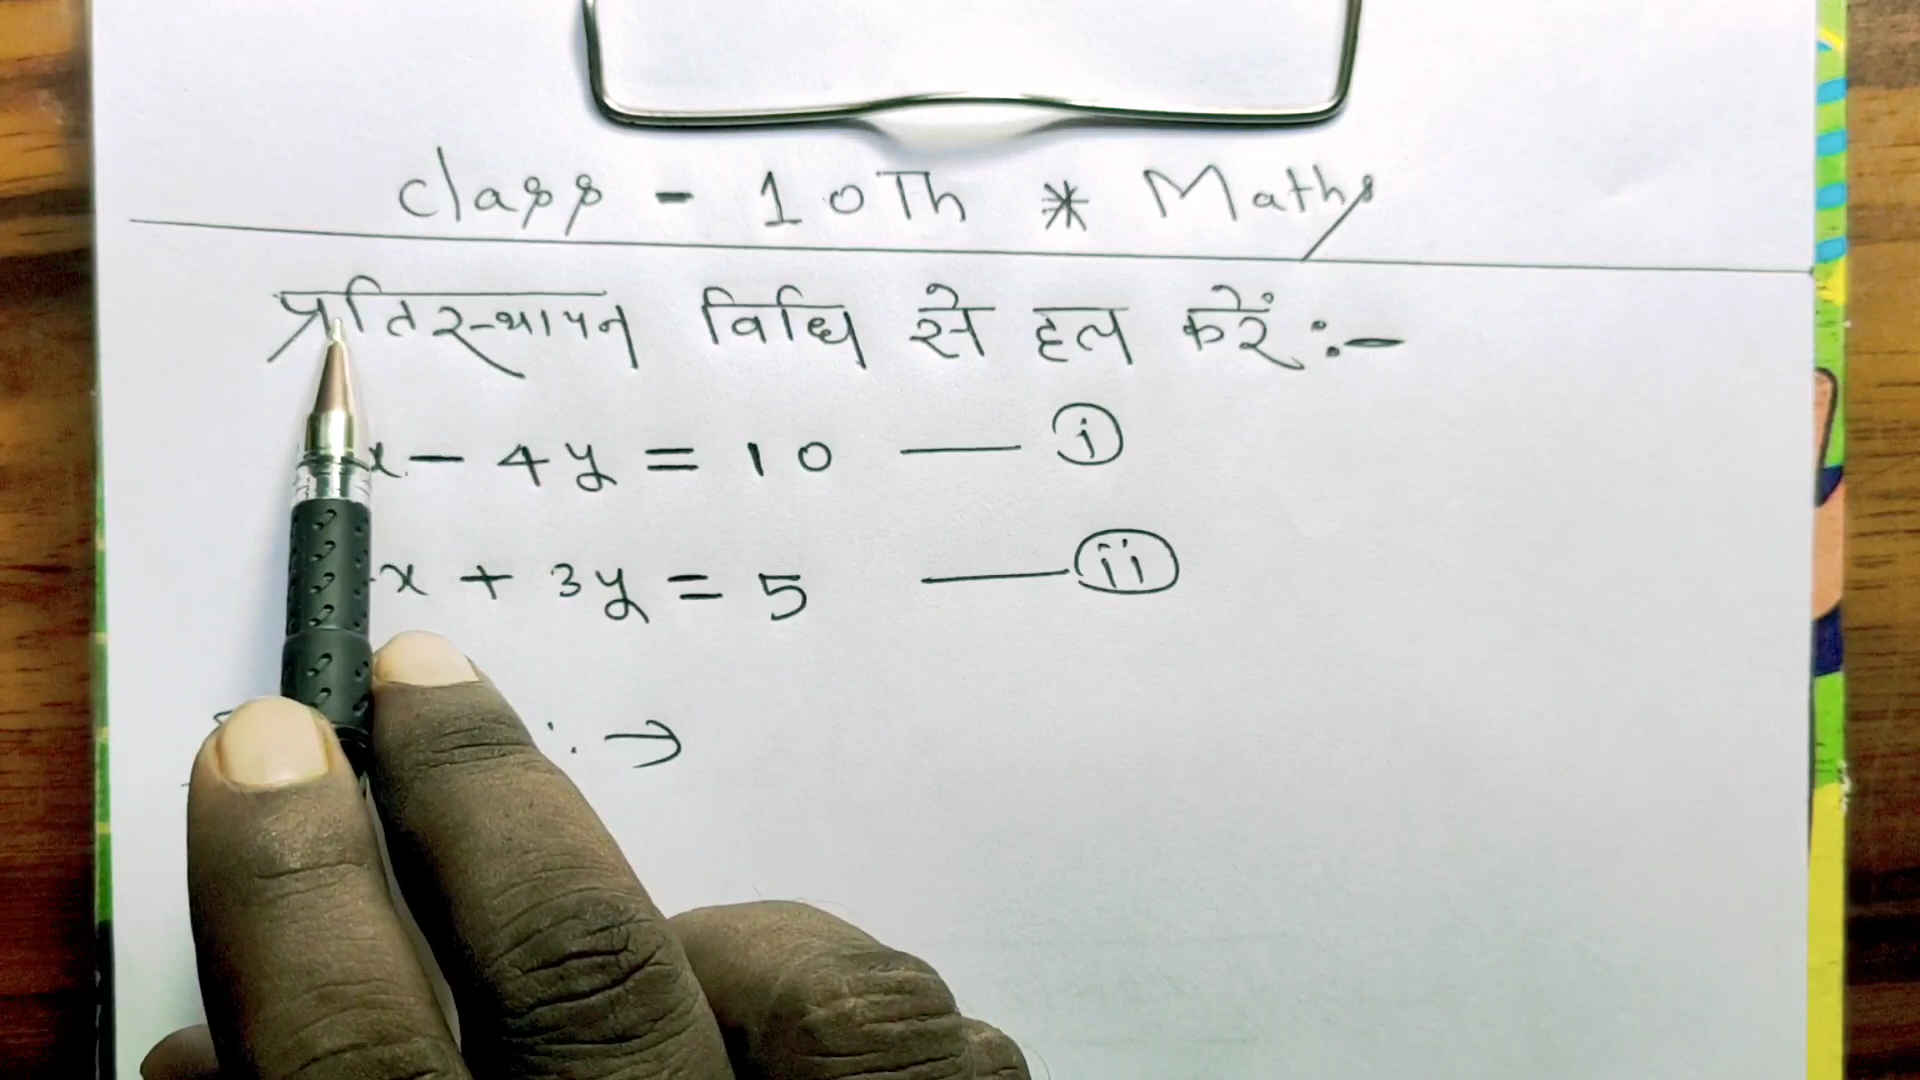 class - 10Th * Maths
प्रतिस्थापन विधि से हल करें :-
x - 4y = 10 — (i)
x + 3y = 5 — (ii)
: →